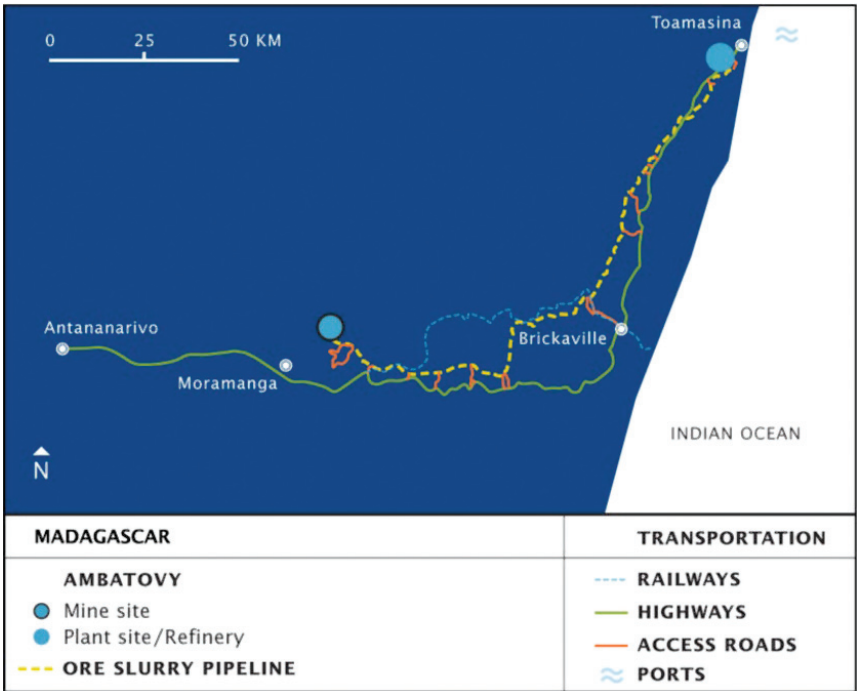 0 25 50 KM
Toamasina
Antananarivo
Moramanga
Brickaville
N
INDIAN OCEAN
MADAGASCAR
AMBATOVY
Mine site
Plant site/Refinery
ORE SLURRY PIPELINE
TRANSPORTATION
RAILWAYS
HIGHWAYS
ACCESS ROADS
PORTS